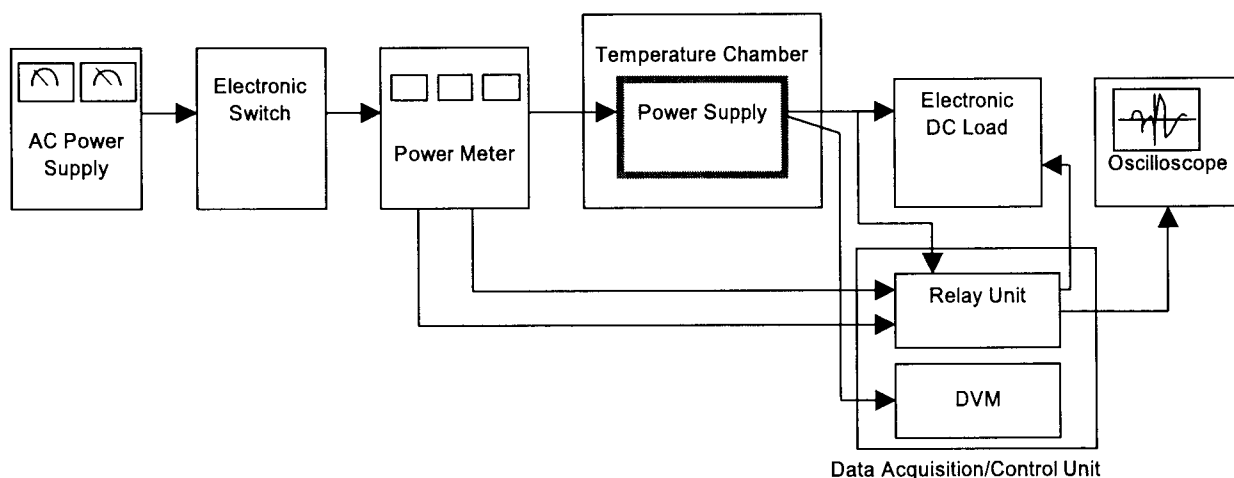 AC Power
Supply
Electronic
Switch
Power Meter
Temperature Chamber
Power Supply
Electronic
DC Load
Oscilloscope
Relay Unit
DVM
Data Acquisition/Control Unit